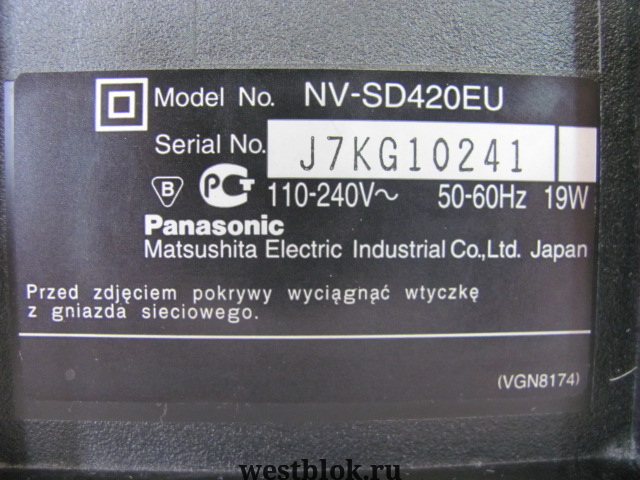 Model No. NV-SD420EU
Serial No. J7KG10241
B PCT 110-240V~ 50-60Hz 19W
Panasonic
Matsushita Electric Industrial Co.,Ltd. Japan
Przed zdjęciem pokrywy wyciągnąć wtyczkę
z gniazda sieciowego.
(VGN8174)
westblok.ru